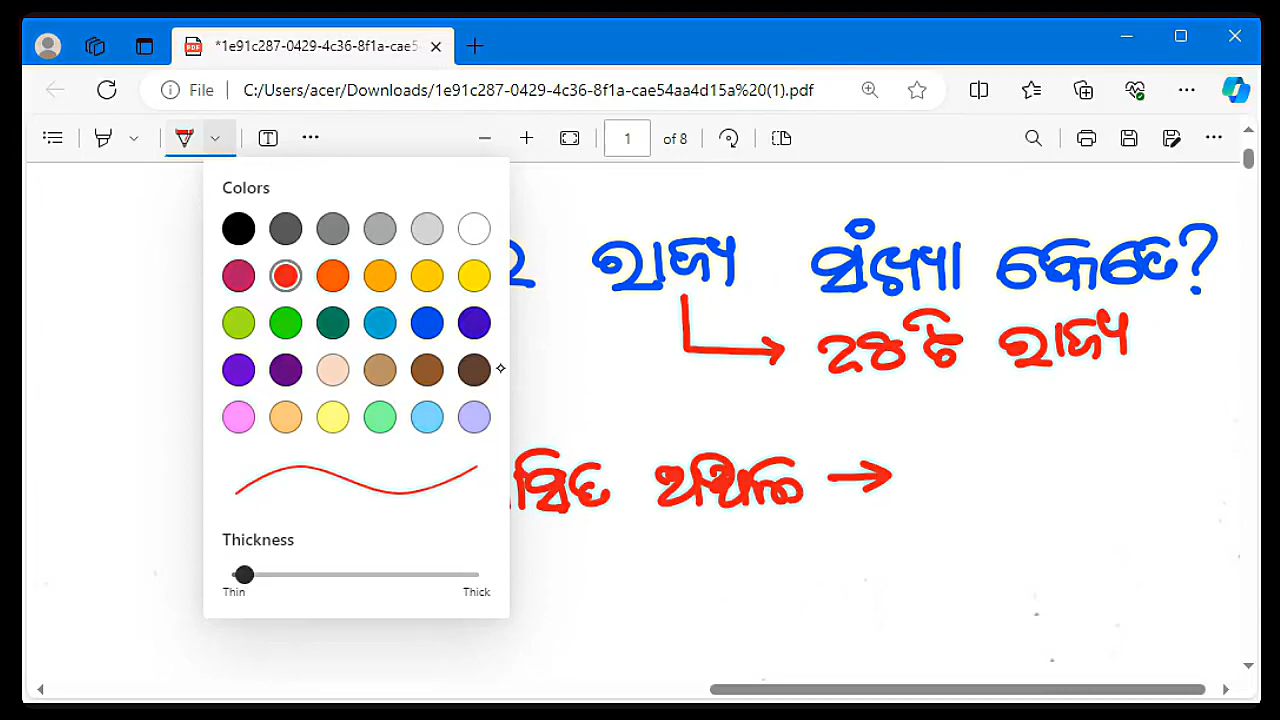 *1e91c287-0429-4c36-8f1a-cae5
File C:/Users/acer/Downloads/1e91c287-0429-4c36-8f1a-cae54aa4d15a%20(1).pdf
1 of 8
Colors
ରାଜ୍ୟ ସଂଖ୍ୟା କେତେ?
୨୫ଟି ରାଜ୍ୟ
ଥିଲେ →
Thickness
Thin Thick